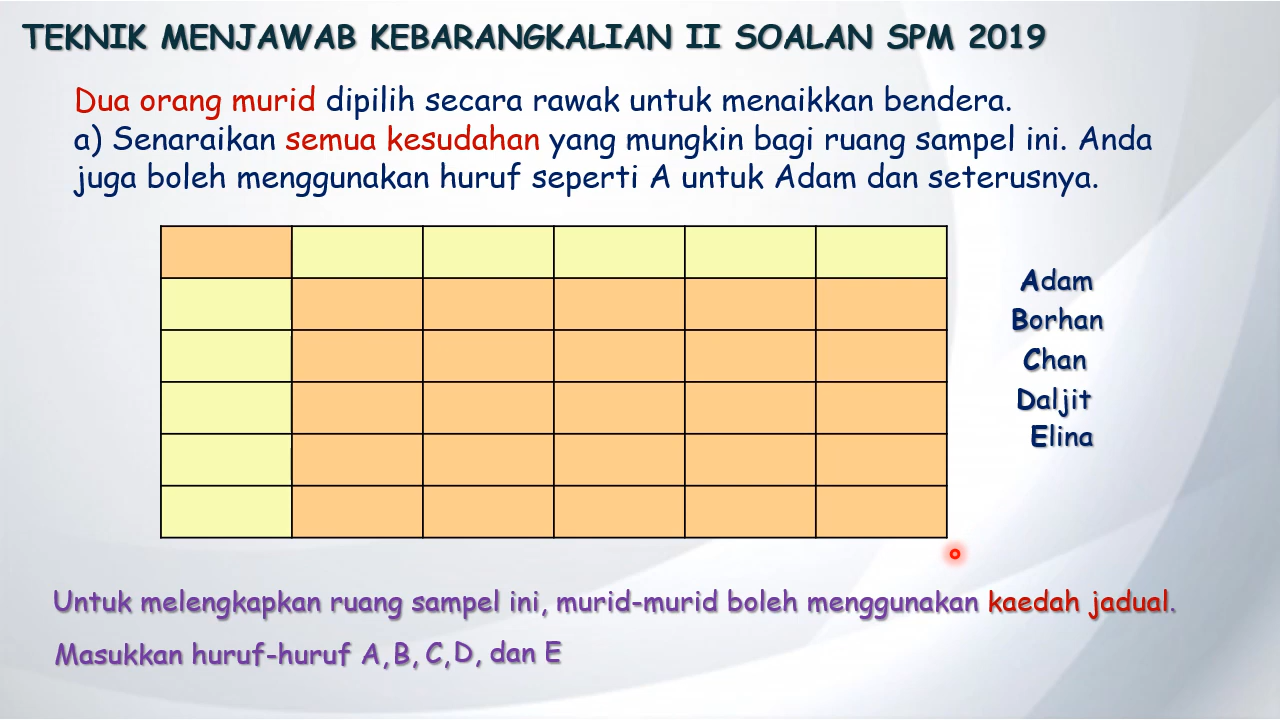 TEKNIK MENJAWAB KEBARANGKALIAN II SOALAN SPM 2019
Dua orang murid dipilih secara rawak untuk menaikkan bendera.
a) Senaraikan semua kesudahan yang mungkin bagi ruang sampel ini. Anda
juga boleh menggunakan huruf seperti A untuk Adam dan seterusnya.
Adam
Borhan
Chan
Daljit
Elina
Untuk melengkapkan ruang sampel ini, murid-murid boleh menggunakan kaedah jadual.
Masukkan huruf-huruf A, B, C, D, dan E